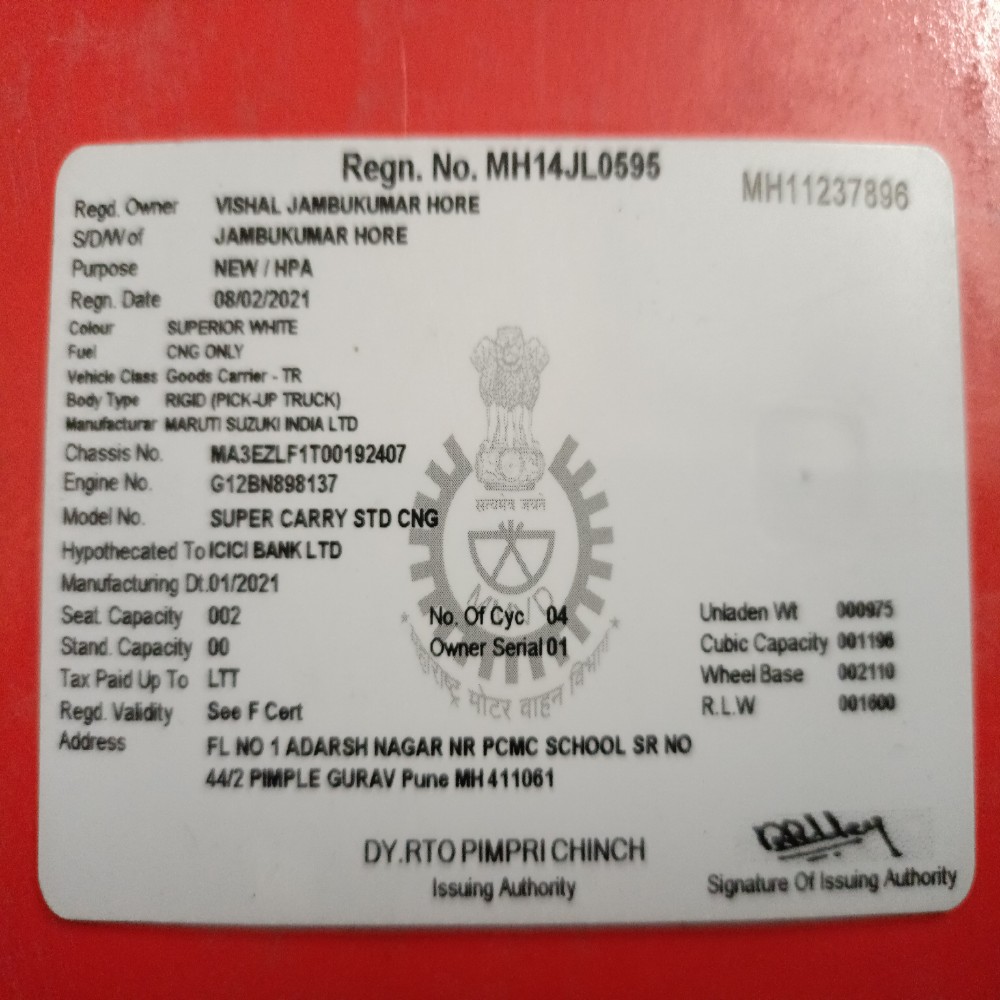 Regn. No. MH14JL0595
MH11237896
Regd. Owner VISHAL JAMBUKUMAR HORE
S/D/W of JAMBUKUMAR HORE
Purpose NEW / HPA
Regn. Date 08/02/2021
Colour SUPERIOR WHITE
Fuel CNG ONLY
Vehicle Class Goods Carrier - TR
Body Type RIGID (PICK-UP TRUCK)
Manufacturar MARUTI SUZUKI INDIA LTD
Chassis No. MA3EZLF1T00192407
Engine No. G12BN898137
सत्यमेव जयते
Model No. SUPER CARRY STD CNG
Hypothecated To ICICI BANK LTD
Manufacturing Dt.01/2021
Seat. Capacity 002 No. Of Cyc. 04 Unladen Wt 000975
Stand. Capacity 00 Owner Serial 01 Cubic Capacity 001196
Tax Paid Up To LTT Wheel Base 002110
Regd. Validity See F Cert R.L.W 001600
महाराष्ट्र मोटर वाहन विभाग
Address FL NO 1 ADARSH NAGAR NR PCMC SCHOOL SR NO
44/2 PIMPLE GURAV Pune MH 411061
DY.RTO PIMPRI CHINCH
Issuing Authority
Signature Of Issuing Authority